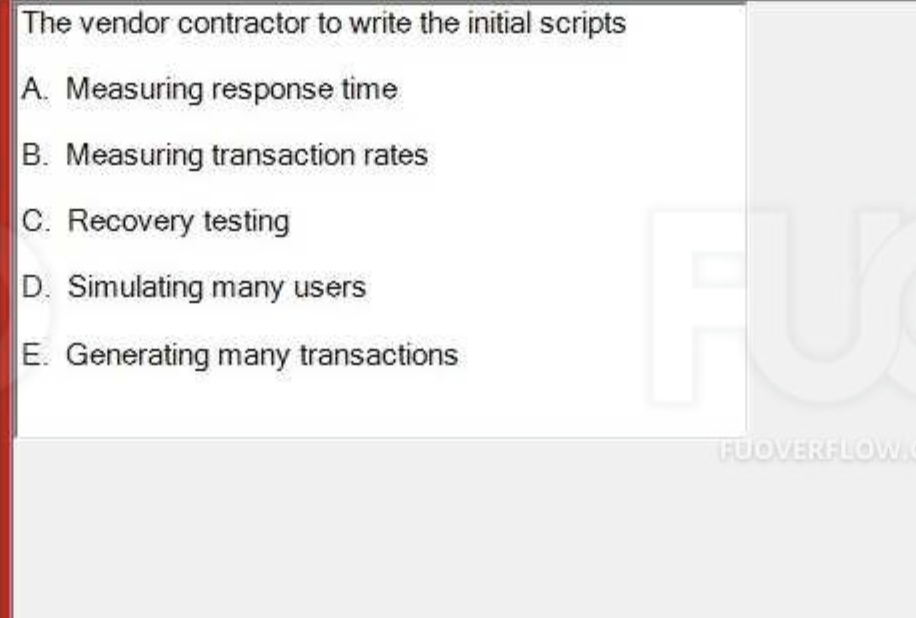 The vendor contractor to write the initial scripts
A. Measuring response time
B. Measuring transaction rates
C. Recovery testing
D. Simulating many users
E. Generating many transactions
FUO
FUOVERFLOW.